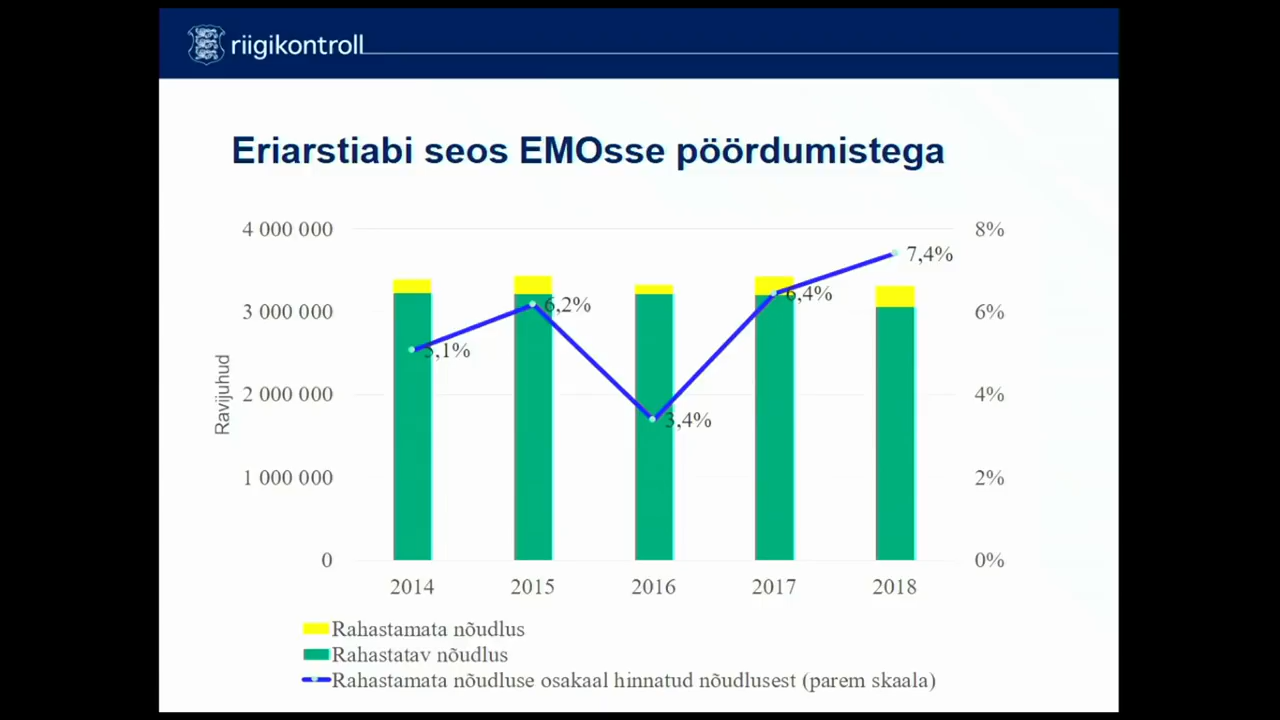 riigikontroll
Eriarstiabi seos EMOsse pöördumistega
4 000 000
3 000 000
2 000 000
1 000 000
0
Ravijuhud
8%
6%
4%
2%
0%
5,1%
6,2%
3,4%
6,4%
7,4%
2014 2015 2016 2017 2018
Rahastamata nõudlus
Rahastatav nõudlus
Rahastamata nõudluse osakaal hinnatud nõudlusest (parem skaala)